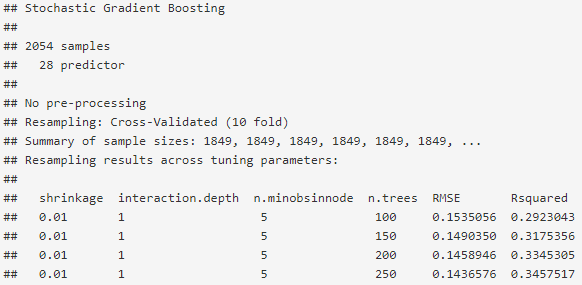 ## Stochastic Gradient Boosting
##
## 2054 samples
##   28 predictor
##
## No pre-processing
## Resampling: Cross-Validated (10 fold)
## Summary of sample sizes: 1849, 1849, 1849, 1849, 1849, 1849, ...
## Resampling results across tuning parameters:
##
##   shrinkage  interaction.depth  n.minobsinnode  n.trees  RMSE       Rsquared
##   0.01       1                   5              100      0.1535056  0.2923043
##   0.01       1                   5              150      0.1490350  0.3175356
##   0.01       1                   5              200      0.1458946  0.3345305
##   0.01       1                   5              250      0.1436576  0.3457517